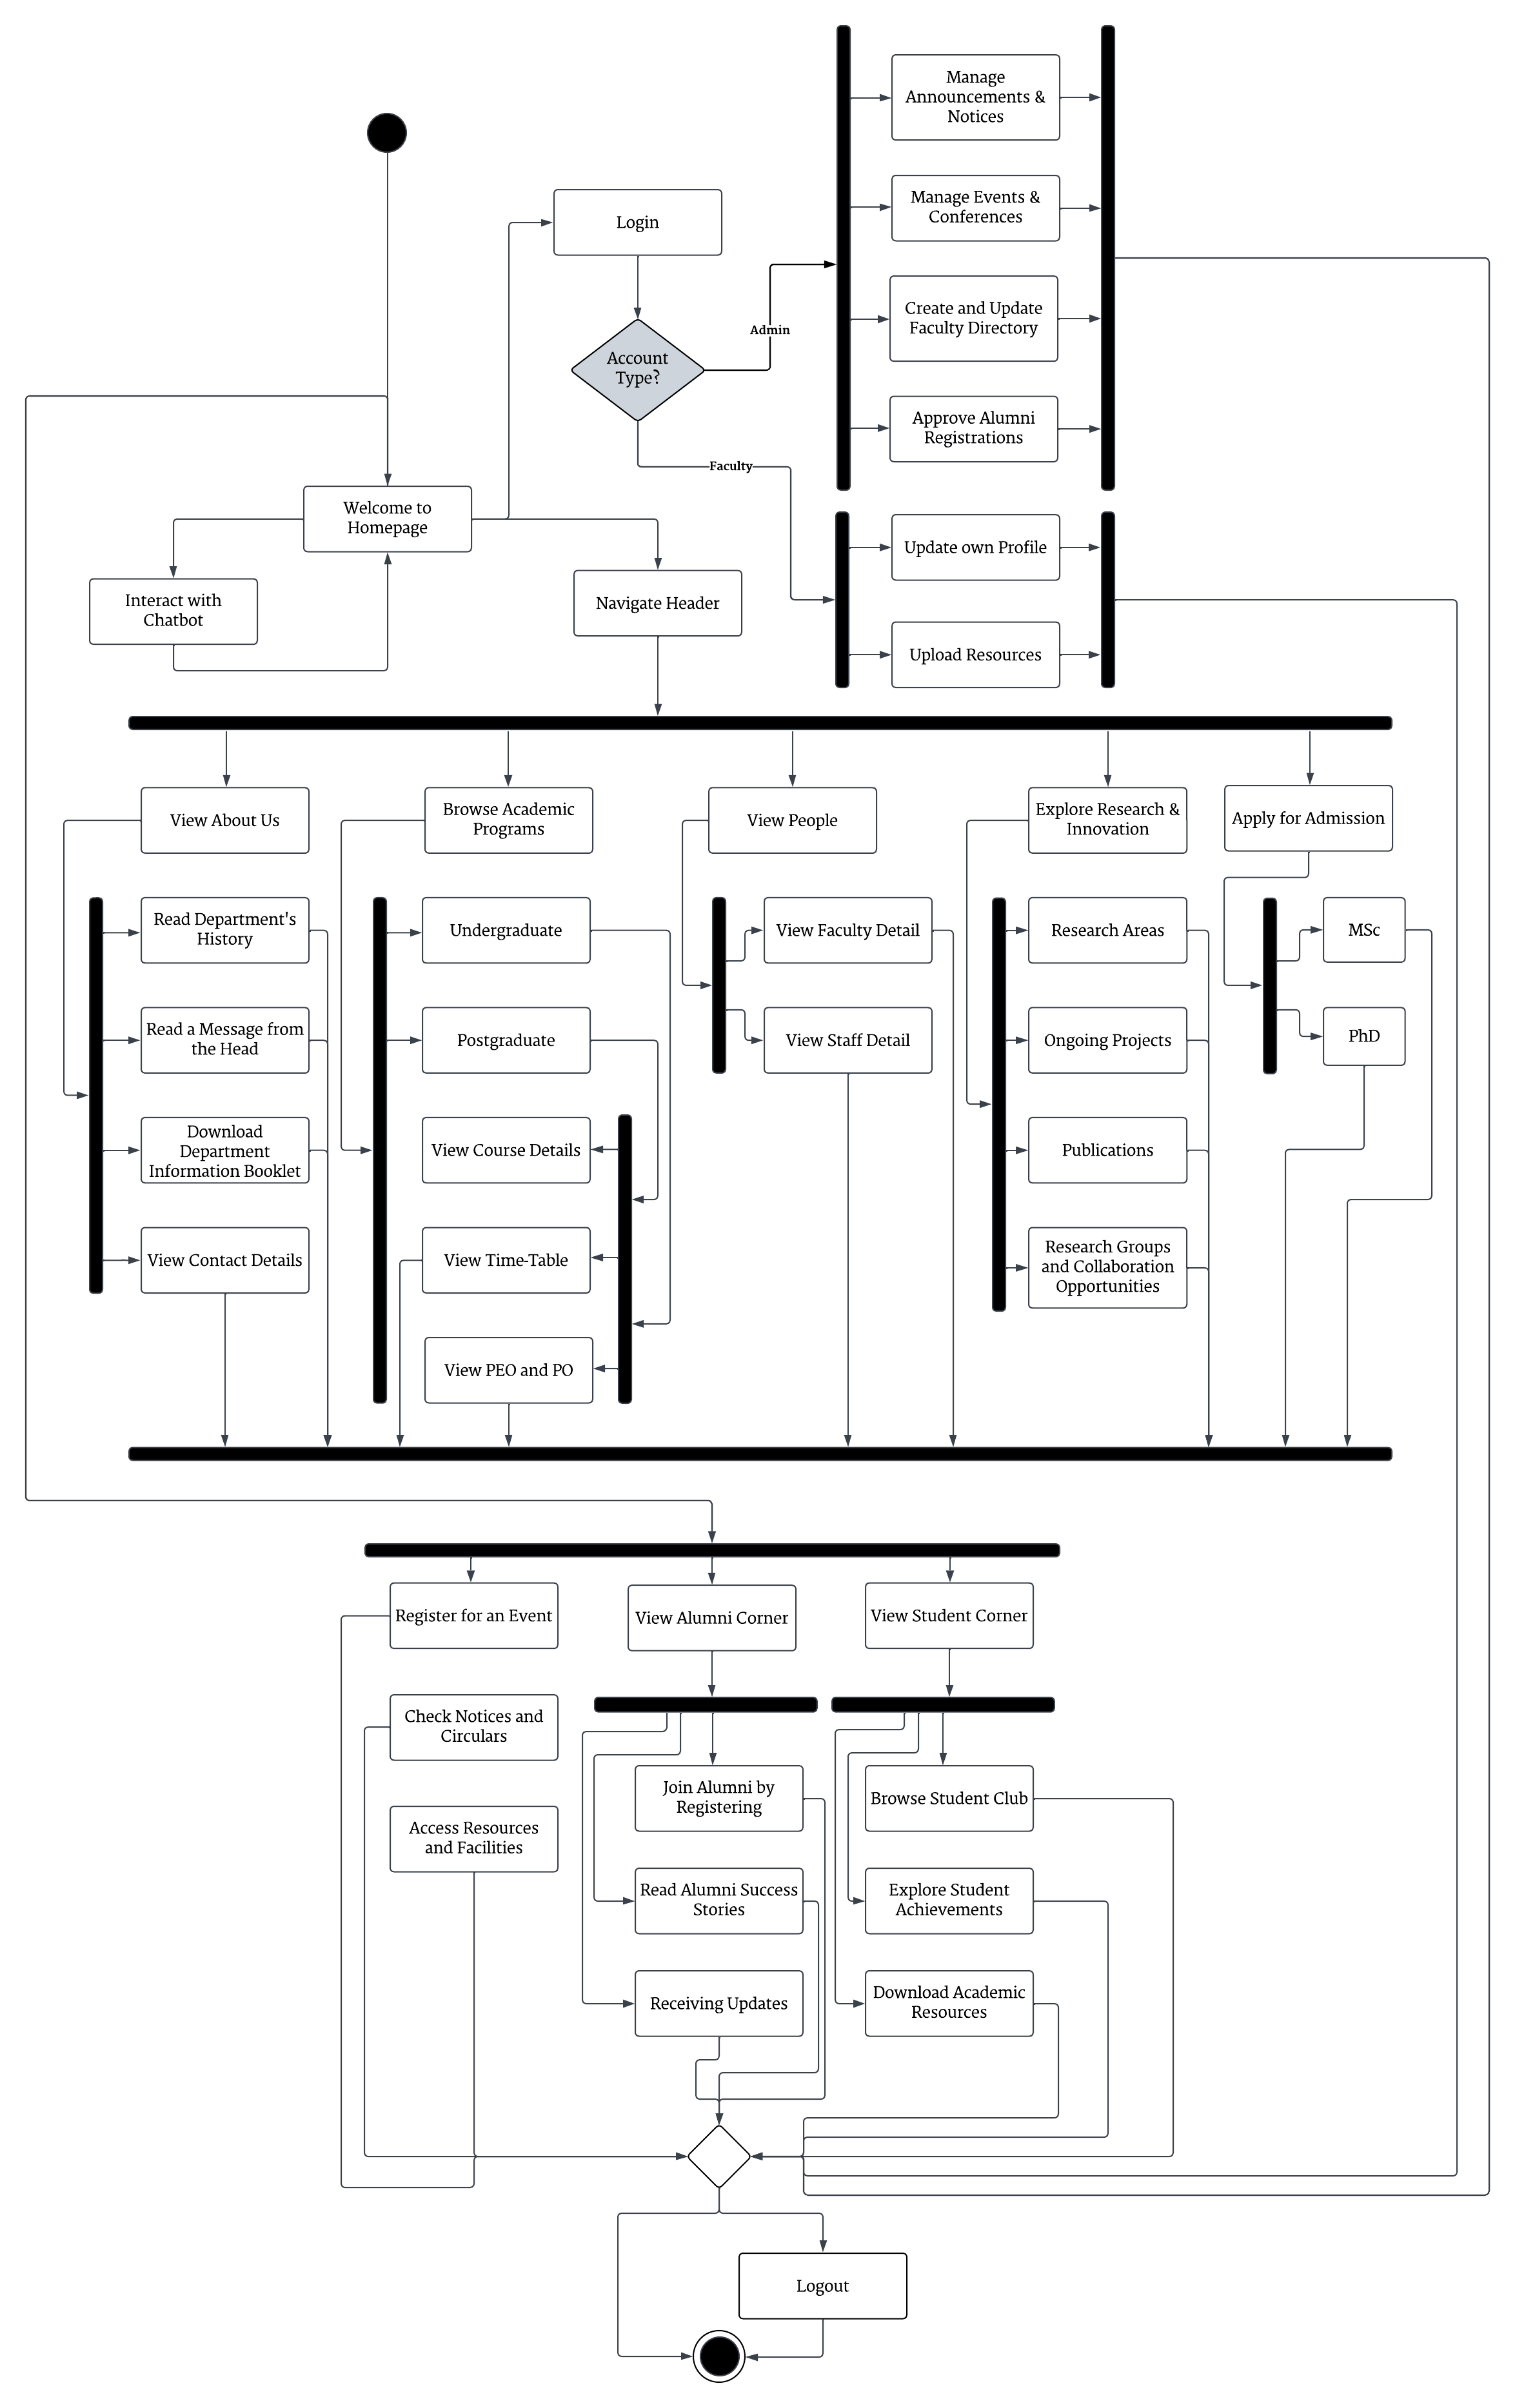 Manage
Announcements &
Notices
Login
Manage Events &
Conferences
Account
Type?
Admin
Create and Update
Faculty Directory
Approve Alumni
Registrations
Faculty
Welcome to
Homepage
Update own Profile
Interact with
Chatbot
Navigate Header
Upload Resources
View About Us
Browse Academic
Programs
View People
Explore Research &
Innovation
Apply for Admission
Read Department's
History
Undergraduate
View Faculty Detail
Research Areas
MSc
Read a Message from
the Head
Postgraduate
View Staff Detail
Ongoing Projects
PhD
Download
Department
Information Booklet
View Course Details
Publications
View Contact Details
View Time-Table
Research Groups
and Collaboration
Opportunities
View PEO and PO
Register for an Event
View Alumni Corner
View Student Corner
Check Notices and
Circulars
Join Alumni by
Registering
Browse Student Club
Access Resources
and Facilities
Read Alumni Success
Stories
Explore Student
Achievements
Receiving Updates
Download Academic
Resources
Logout